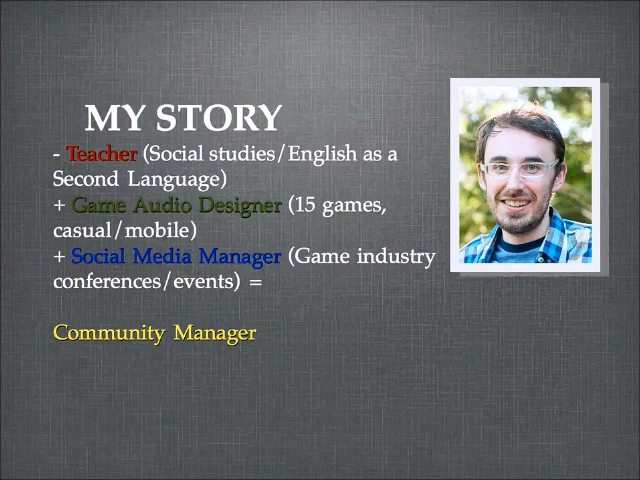 MY STORY
- Teacher (Social studies/English as a
Second Language)
+ Game Audio Designer (15 games,
casual/mobile)
+ Social Media Manager (Game industry
conferences/events) =
Community Manager